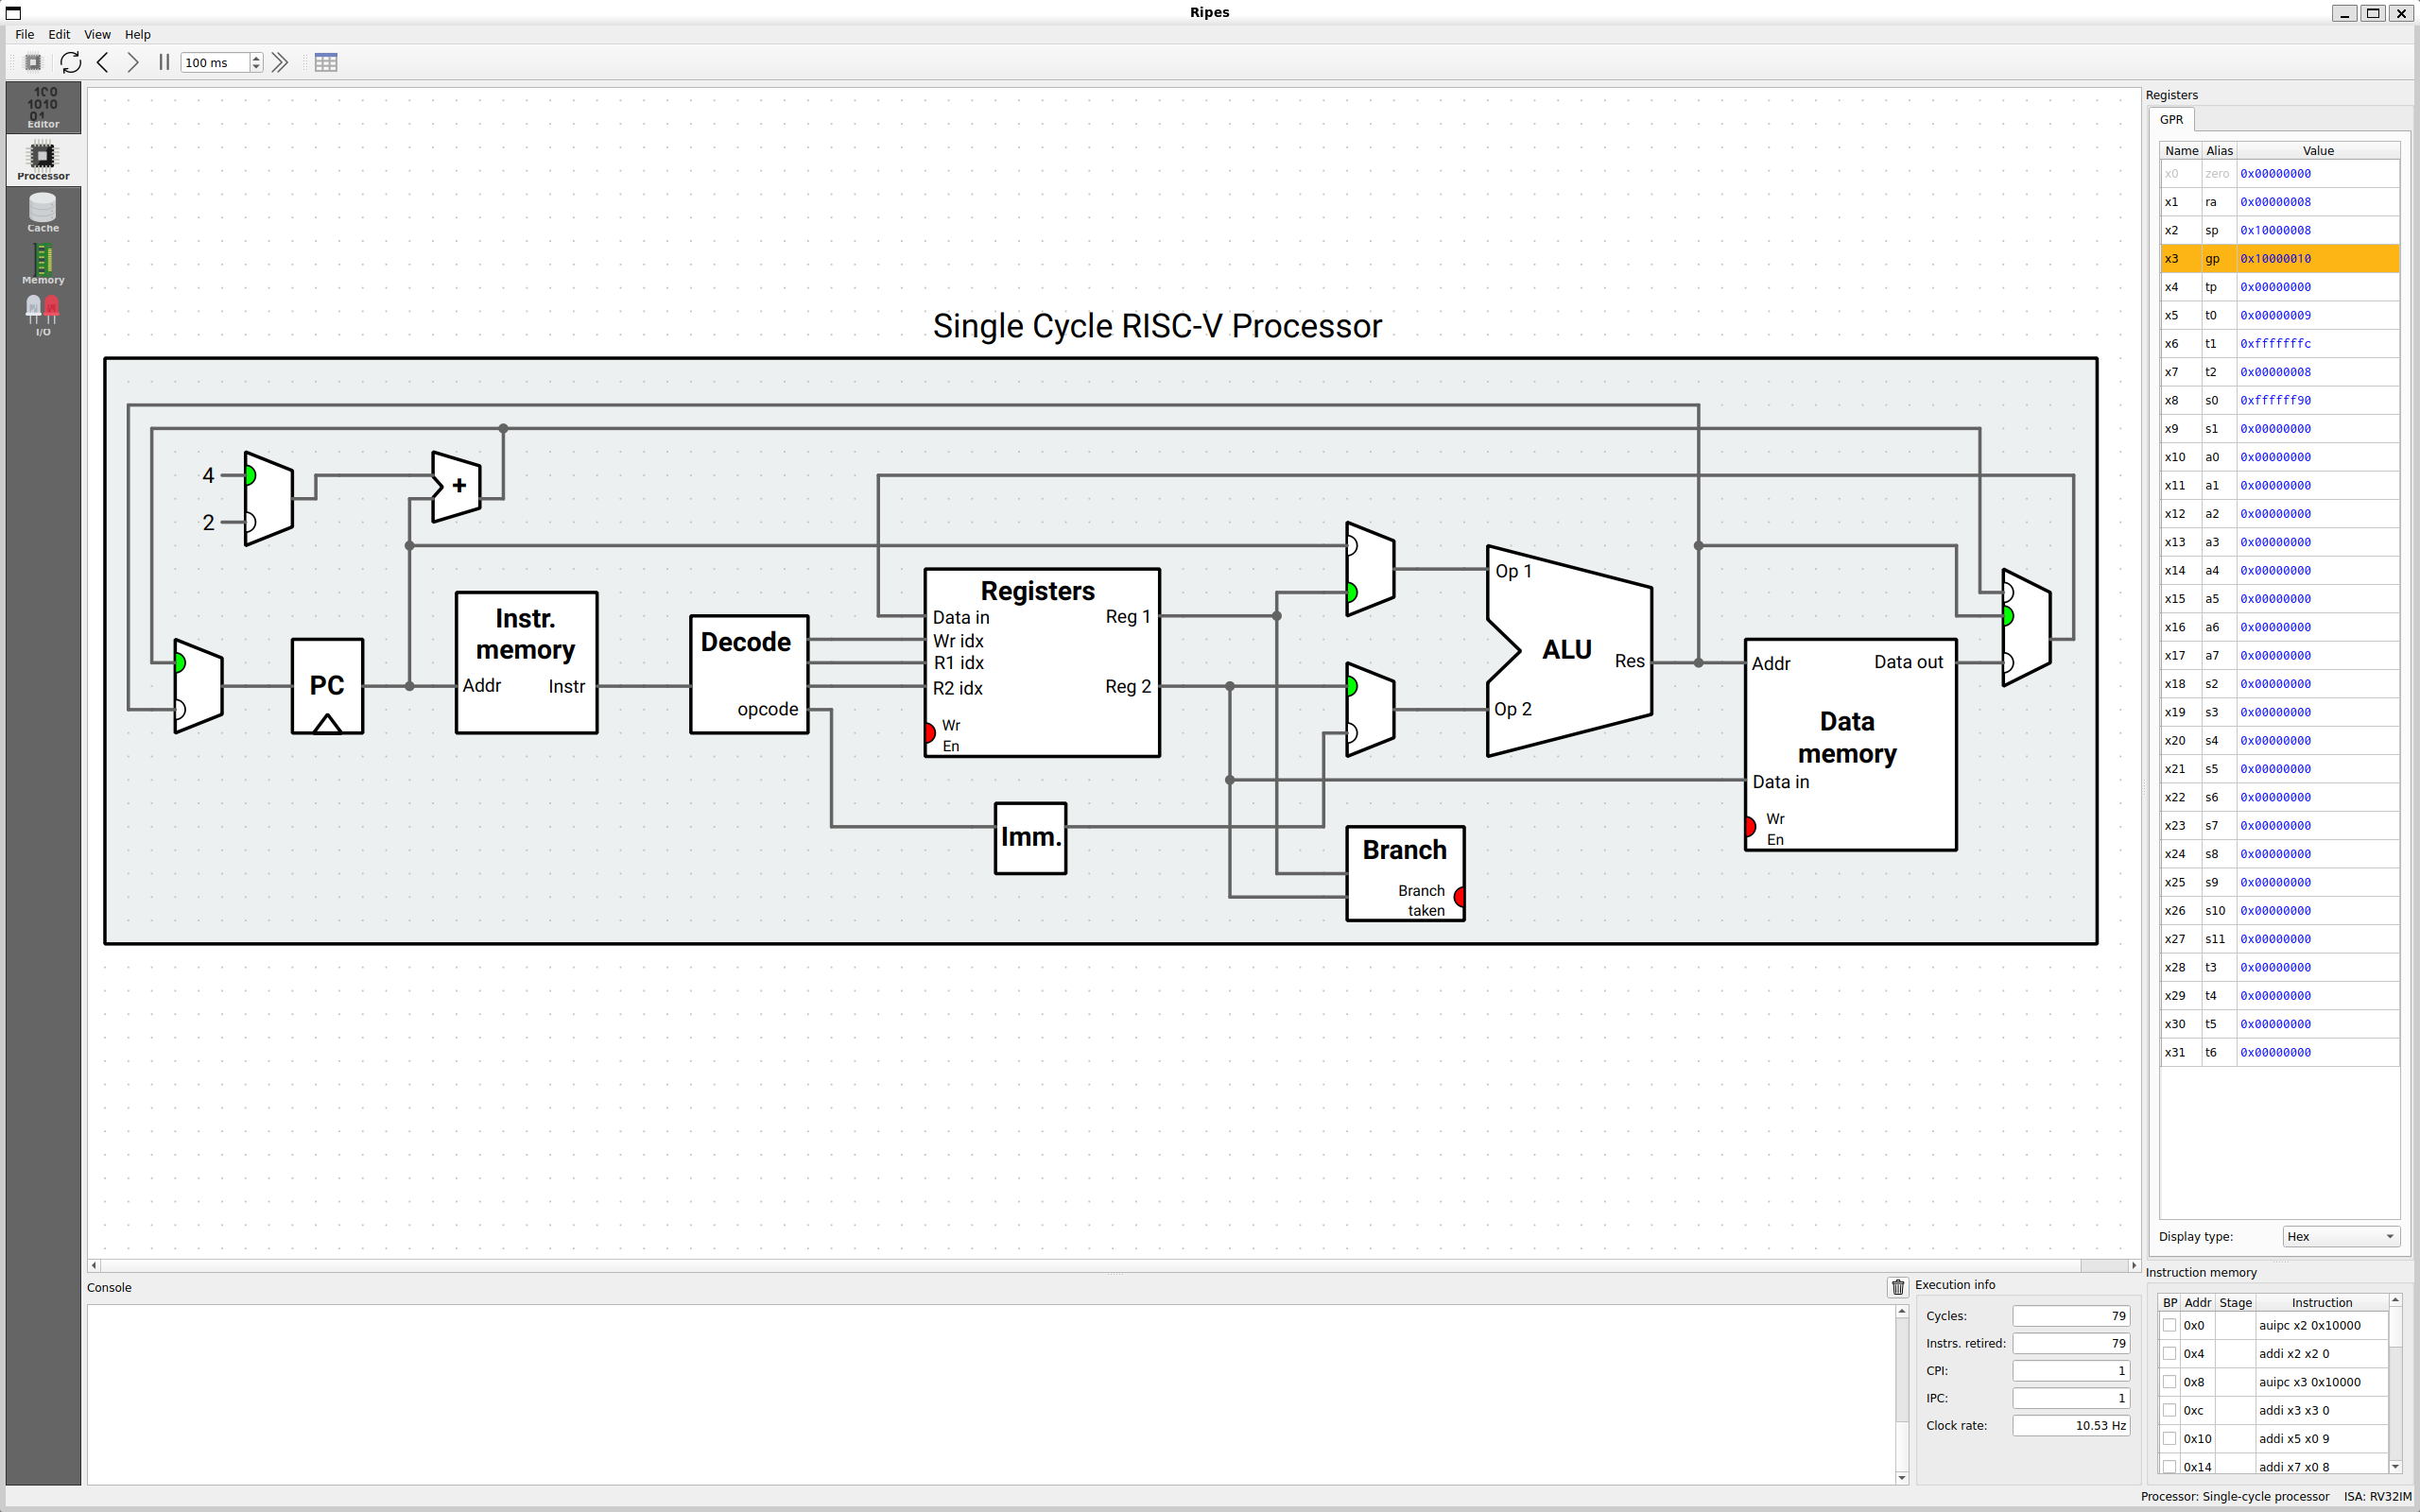 Ripes
File Edit View Help
100 ms
Editor
Processor
Cache
Memory
I/O
Single Cycle RISC-V Processor
4
2
+
PC
Instr. memory
Addr Instr
Decode
opcode
Registers
Data in Reg 1
Wr idx
R1 idx
R2 idx Reg 2
Wr
En
Imm.
Op 1
ALU
Res
Op 2
Branch
Branch
taken
Addr Data out
Data
memory
Data in
Wr
En
Registers
GPR
Name Alias Value
x0 zero 0x00000000
x1 ra 0x00000008
x2 sp 0x10000008
x3 gp 0x10000010
x4 tp 0x00000000
x5 t0 0x00000009
x6 t1 0xfffffffc
x7 t2 0x00000008
x8 s0 0xffffff90
x9 s1 0x00000000
x10 a0 0x00000000
x11 a1 0x00000000
x12 a2 0x00000000
x13 a3 0x00000000
x14 a4 0x00000000
x15 a5 0x00000000
x16 a6 0x00000000
x17 a7 0x00000000
x18 s2 0x00000000
x19 s3 0x00000000
x20 s4 0x00000000
x21 s5 0x00000000
x22 s6 0x00000000
x23 s7 0x00000000
x24 s8 0x00000000
x25 s9 0x00000000
x26 s10 0x00000000
x27 s11 0x00000000
x28 t3 0x00000000
x29 t4 0x00000000
x30 t5 0x00000000
x31 t6 0x00000000
Display type: Hex
Console
Execution info
Cycles: 79
Instrs. retired: 79
CPI: 1
IPC: 1
Clock rate: 10.53 Hz
Instruction memory
BP Addr Stage Instruction
0x0 auipc x2 0x10000
0x4 addi x2 x2 0
0x8 auipc x3 0x10000
0xc addi x3 x3 0
0x10 addi x5 x0 9
0x14 addi x7 x0 8
Processor: Single-cycle processor ISA: RV32IM